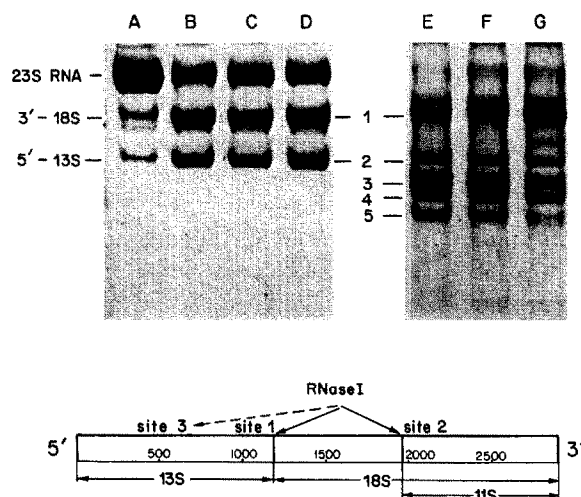 A B C D E F G
23S RNA
3′ - 18S
5′ - 13S
1
2
3
4
5
RNaseI
site 3 site 1 site 2
5′ 3′
500 1000 1500 2000 2500
13S 18S
11S